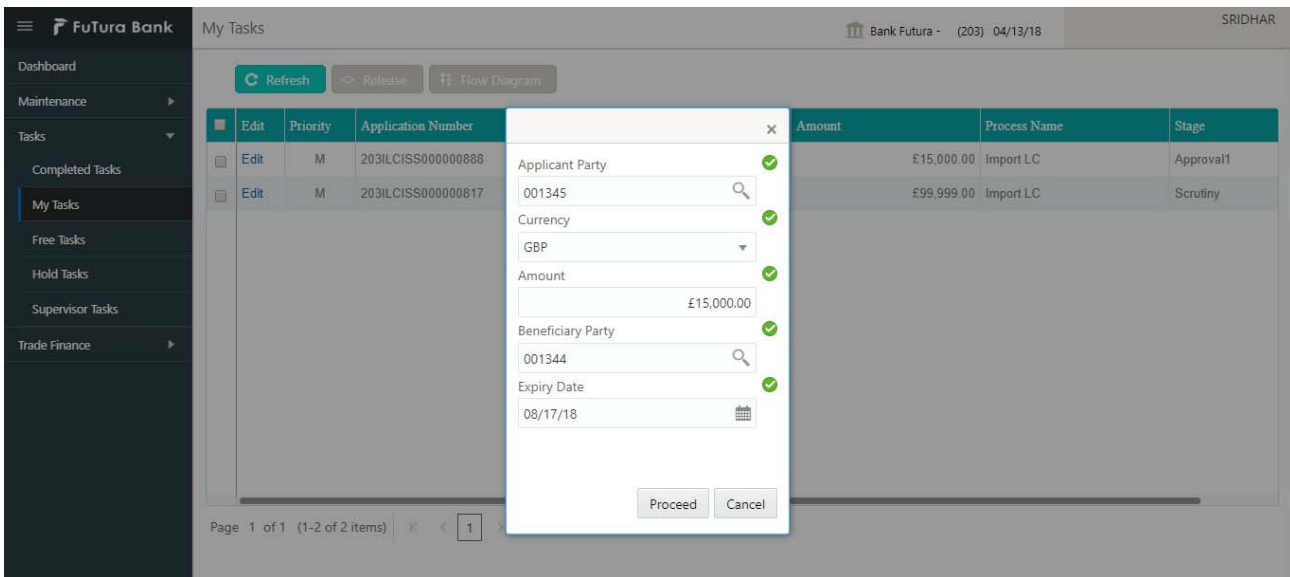 FuTura Bank
My Tasks
Bank Futura - (203) 04/13/18
SRIDHAR
Dashboard
Maintenance
Tasks
Completed Tasks
My Tasks
Free Tasks
Hold Tasks
Supervisor Tasks
Trade Finance
Refresh Release Flow Diagram
Edit Priority Application Number Amount Process Name Stage
Edit M 203ILCISS000000888 £15,000.00 Import LC Approval1
Edit M 203ILCISS000000817 £99,999.00 Import LC Scrutiny
Applicant Party
001345
Currency
GBP
Amount
£15,000.00
Beneficiary Party
001344
Expiry Date
08/17/18
Proceed Cancel
Page 1 of 1 (1-2 of 2 items) 1